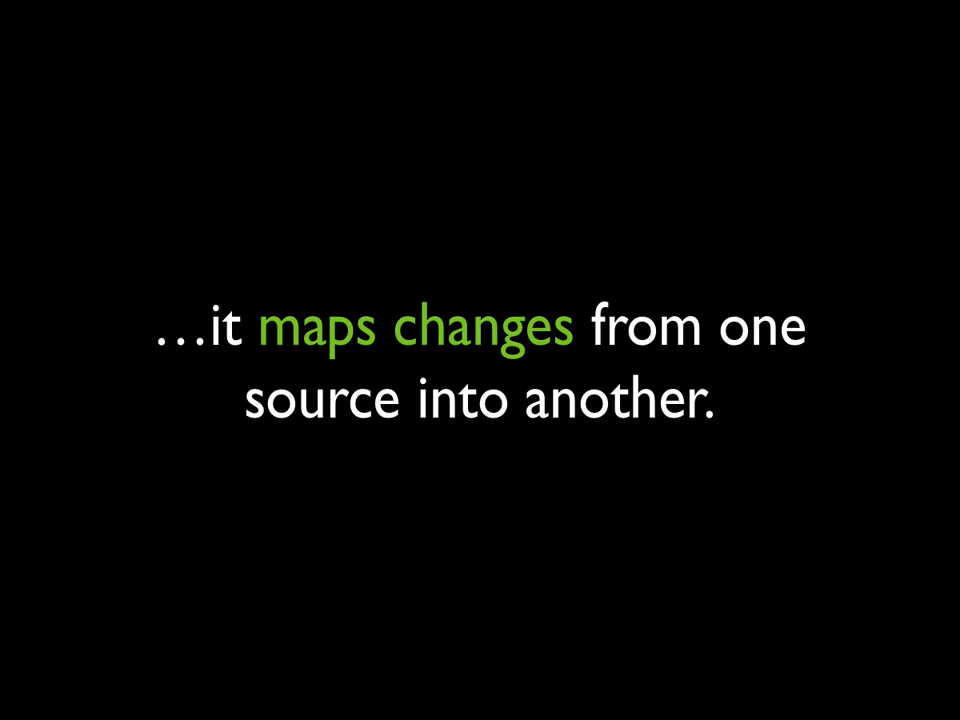 …it maps changes from one
source into another.